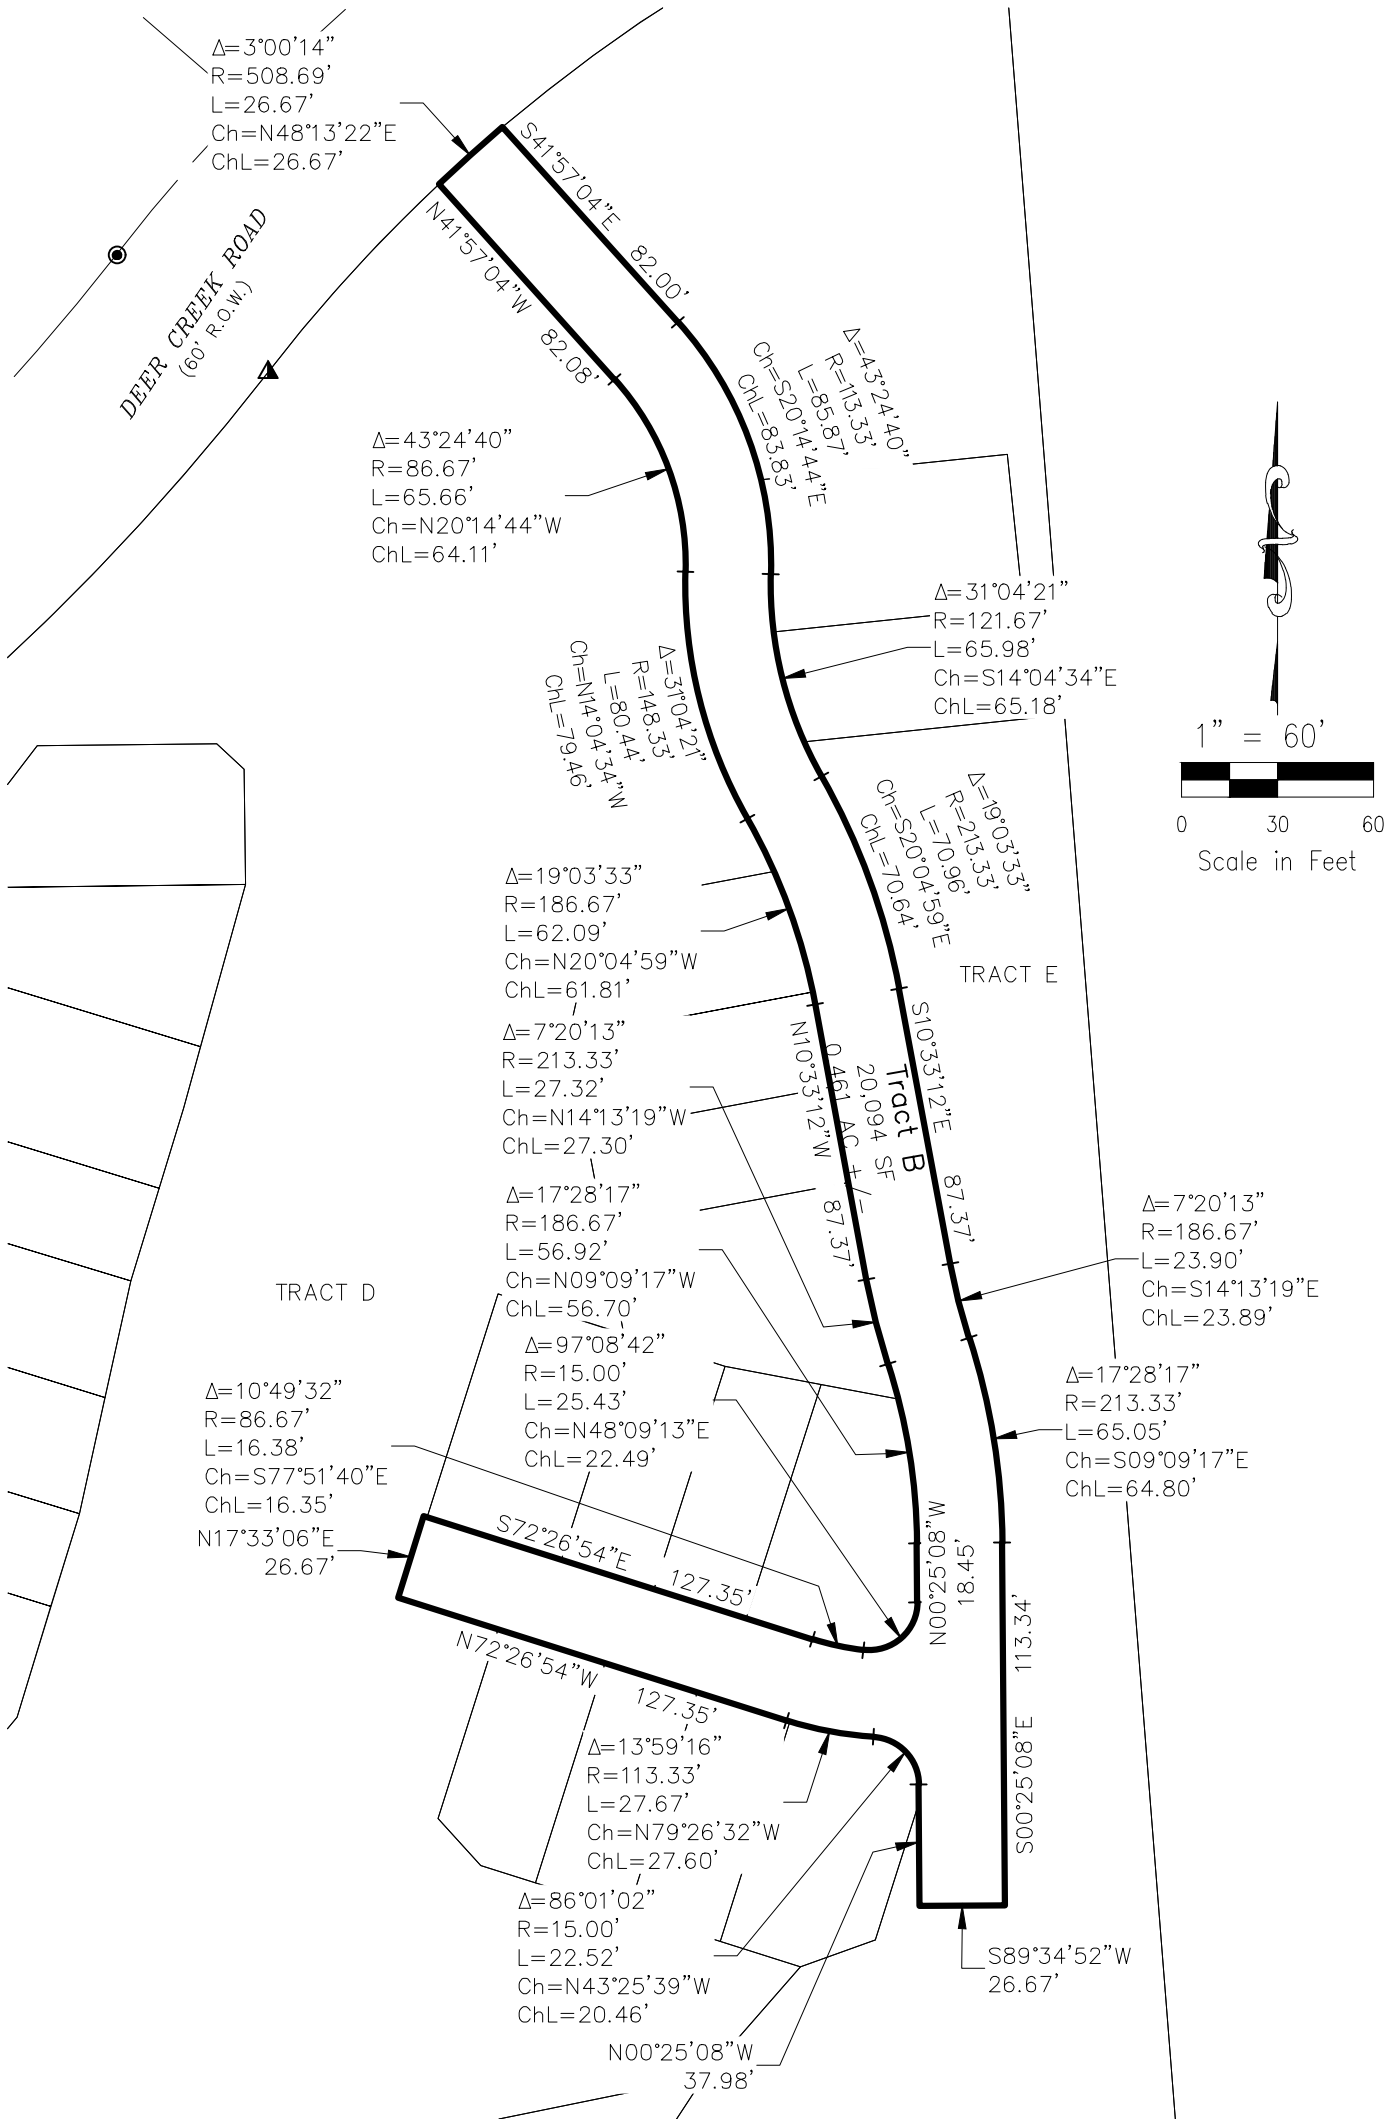 Δ=3°00'14"
R=508.69'
L=26.67'
Ch=N48°13'22"E
ChL=26.67'
DEER CREEK ROAD
(60' R.O.W.)
S41°57'04"E 82.00'
N41°57'04"W 82.08'
Δ=43°24'40"
R=113.33'
L=85.87'
Ch=S20°14'44"E
ChL=83.83'
Δ=43°24'40"
R=86.67'
L=65.66'
Ch=N20°14'44"W
ChL=64.11'
Δ=31°04'21"
R=121.67'
L=65.98'
Ch=S14°04'34"E
ChL=65.18'
Δ=31°04'21"
R=148.33'
L=80.44'
Ch=N14°04'34"W
ChL=79.46'
1" = 60'
0 30 60
Scale in Feet
Δ=19°03'33"
R=213.33'
L=70.96'
Ch=S20°04'59"E
ChL=70.64'
Δ=19°03'33"
R=186.67'
L=62.09'
Ch=N20°04'59"W
ChL=61.81'
TRACT E
Δ=7°20'13"
R=213.33'
L=27.32'
Ch=N14°13'19"W
ChL=27.30'
S10°33'12"E 87.37'
Tract B
20,094 SF
0.461 AC +/-
N10°33'12"W 87.37'
Δ=17°28'17"
R=186.67'
L=56.92'
Ch=N09°09'17"W
ChL=56.70'
Δ=7°20'13"
R=186.67'
L=23.90'
Ch=S14°13'19"E
ChL=23.89'
TRACT D
Δ=97°08'42"
R=15.00'
L=25.43'
Ch=N48°09'13"E
ChL=22.49'
Δ=17°28'17"
R=213.33'
L=65.05'
Ch=S09°09'17"E
ChL=64.80'
Δ=10°49'32"
R=86.67'
L=16.38'
Ch=S77°51'40"E
ChL=16.35'
N17°33'06"E
26.67'
S72°26'54"E 127.35'
N00°25'08"W
18.45'
S00°25'08"E 113.34'
N72°26'54"W 127.35'
Δ=13°59'16"
R=113.33'
L=27.67'
Ch=N79°26'32"W
ChL=27.60'
Δ=86°01'02"
R=15.00'
L=22.52'
Ch=N43°25'39"W
ChL=20.46'
S89°34'52"W
26.67'
N00°25'08"W
37.98'